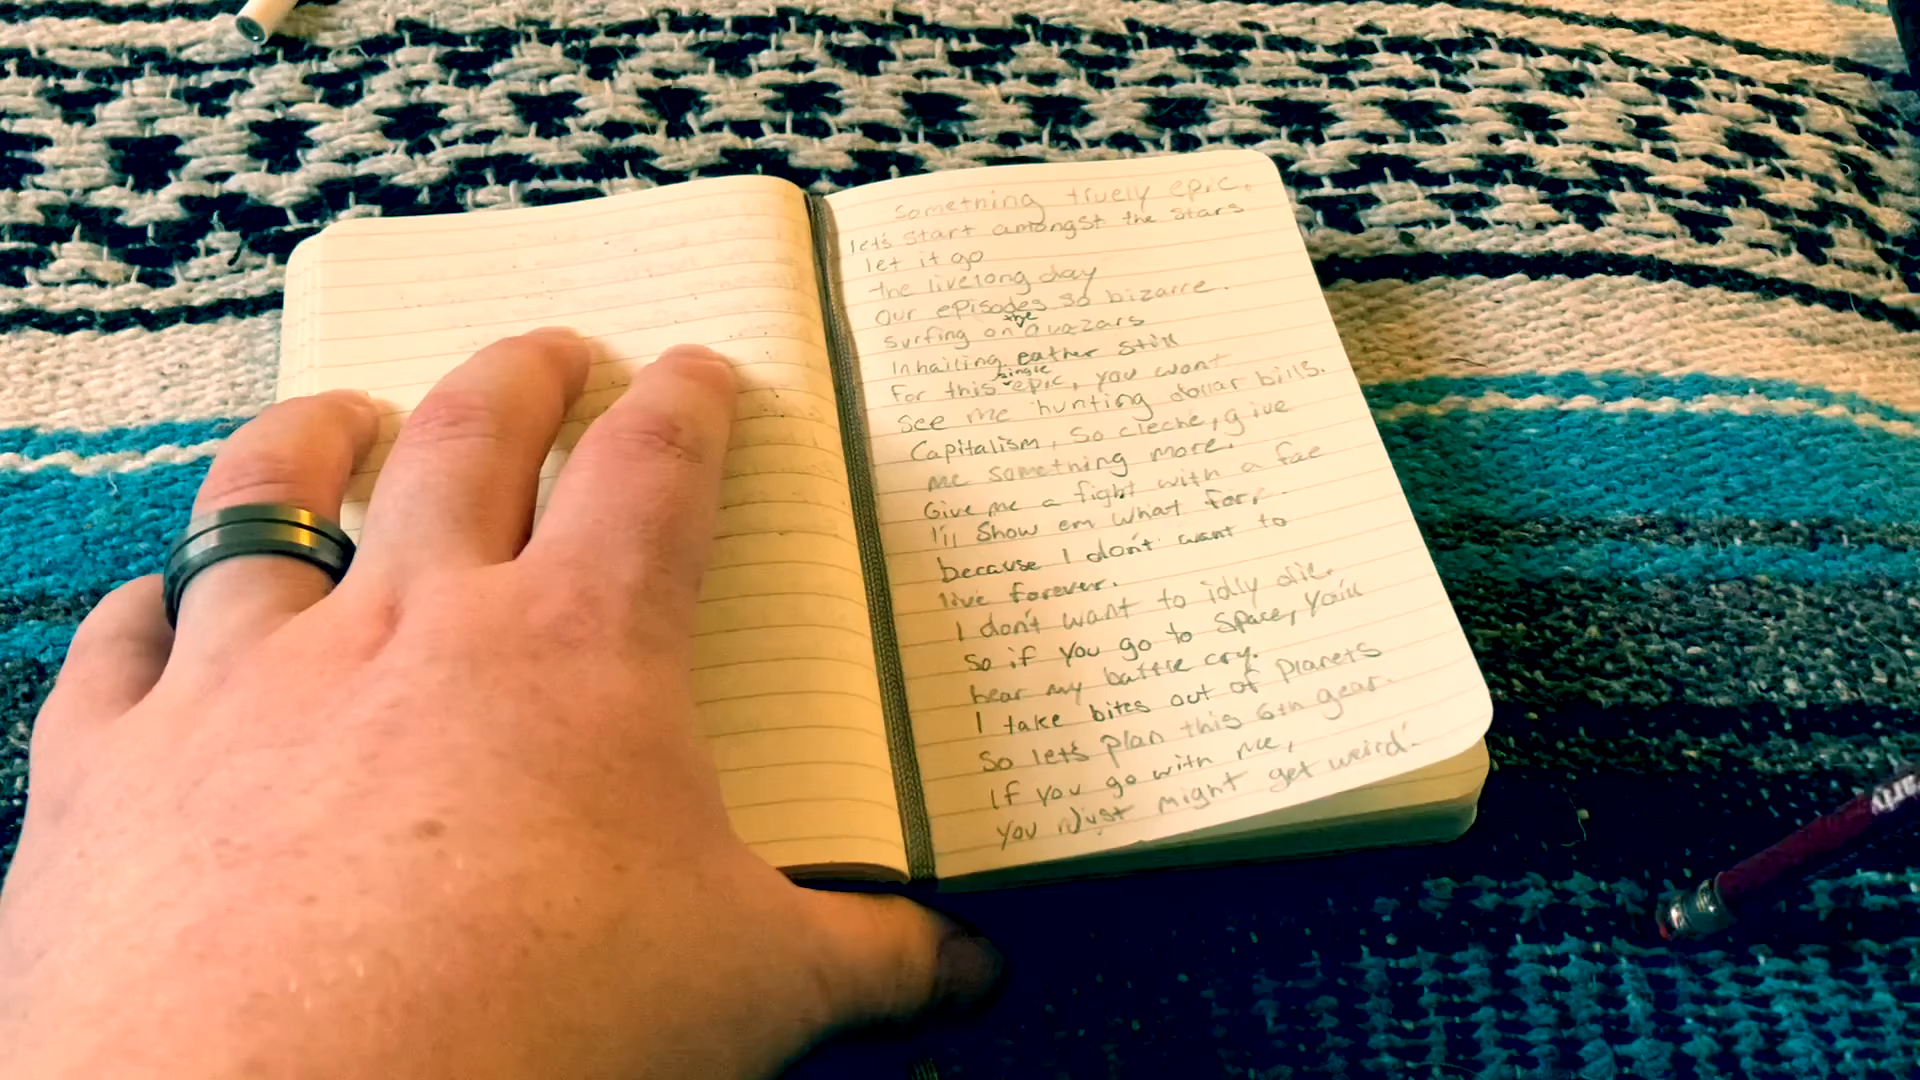 Something truely epic.
let's start amongst the stars
let it go
the livelong day
Our episodes so bizarre.
surfing on the quazars
Inhailing eather still
For this single epic, you wont
see me hunting dollar bills.
Capitalism, so cleche, give
me something more.
Give me a fight with a fae
I'll show em what for,
because I don't want to
live forever.
I don't want to idly die.
So if you go to space, you'll
hear my battle cry.
I take bites out of planets
So let's plan this 6th gear.
If you go with me,
you just might get weird.